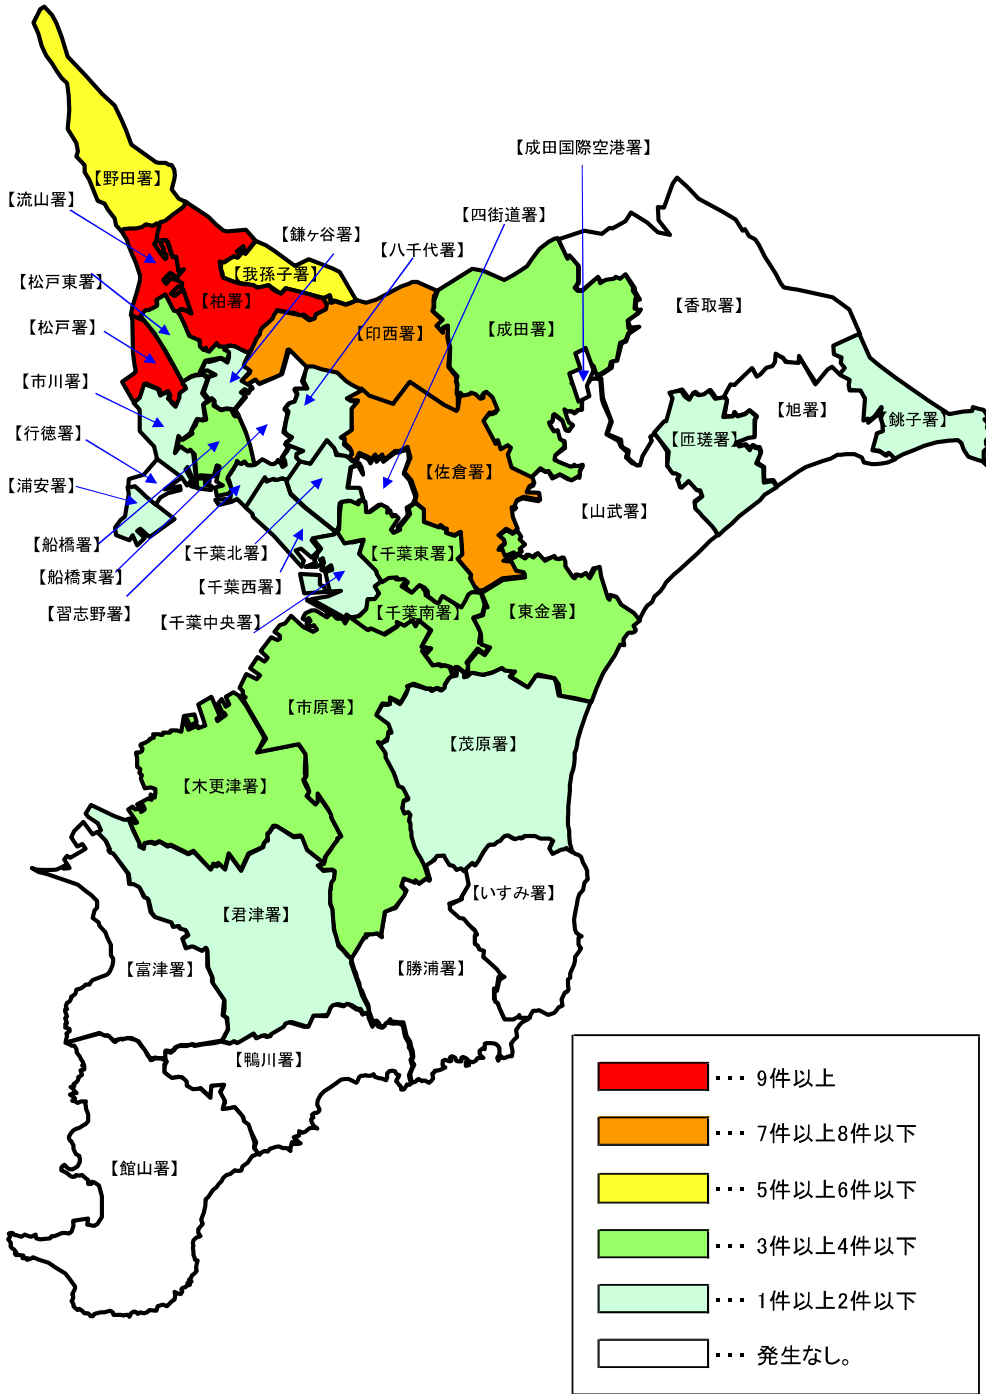 【成田国際空港署】
【野田署】
【流山署】
【四街道署】
【鎌ヶ谷署】
【八千代署】
【我孫子署】
【松戸東署】
【柏署】
【香取署】
【松戸署】
【印西署】
【成田署】
【市川署】
【旭署】
【銚子署】
【行徳署】
【匝瑳署】
【佐倉署】
【浦安署】
【山武署】
【船橋署】
【千葉北署】
【千葉東署】
【船橋東署】
【千葉西署】
【習志野署】
【千葉中央署】
【千葉南署】
【東金署】
【市原署】
【茂原署】
【木更津署】
【いすみ署】
【君津署】
【富津署】
【勝浦署】
【鴨川署】
【館山署】
・・・ 9件以上
・・・ 7件以上8件以下
・・・ 5件以上6件以下
・・・ 3件以上4件以下
・・・ 1件以上2件以下
・・・ 発生なし。